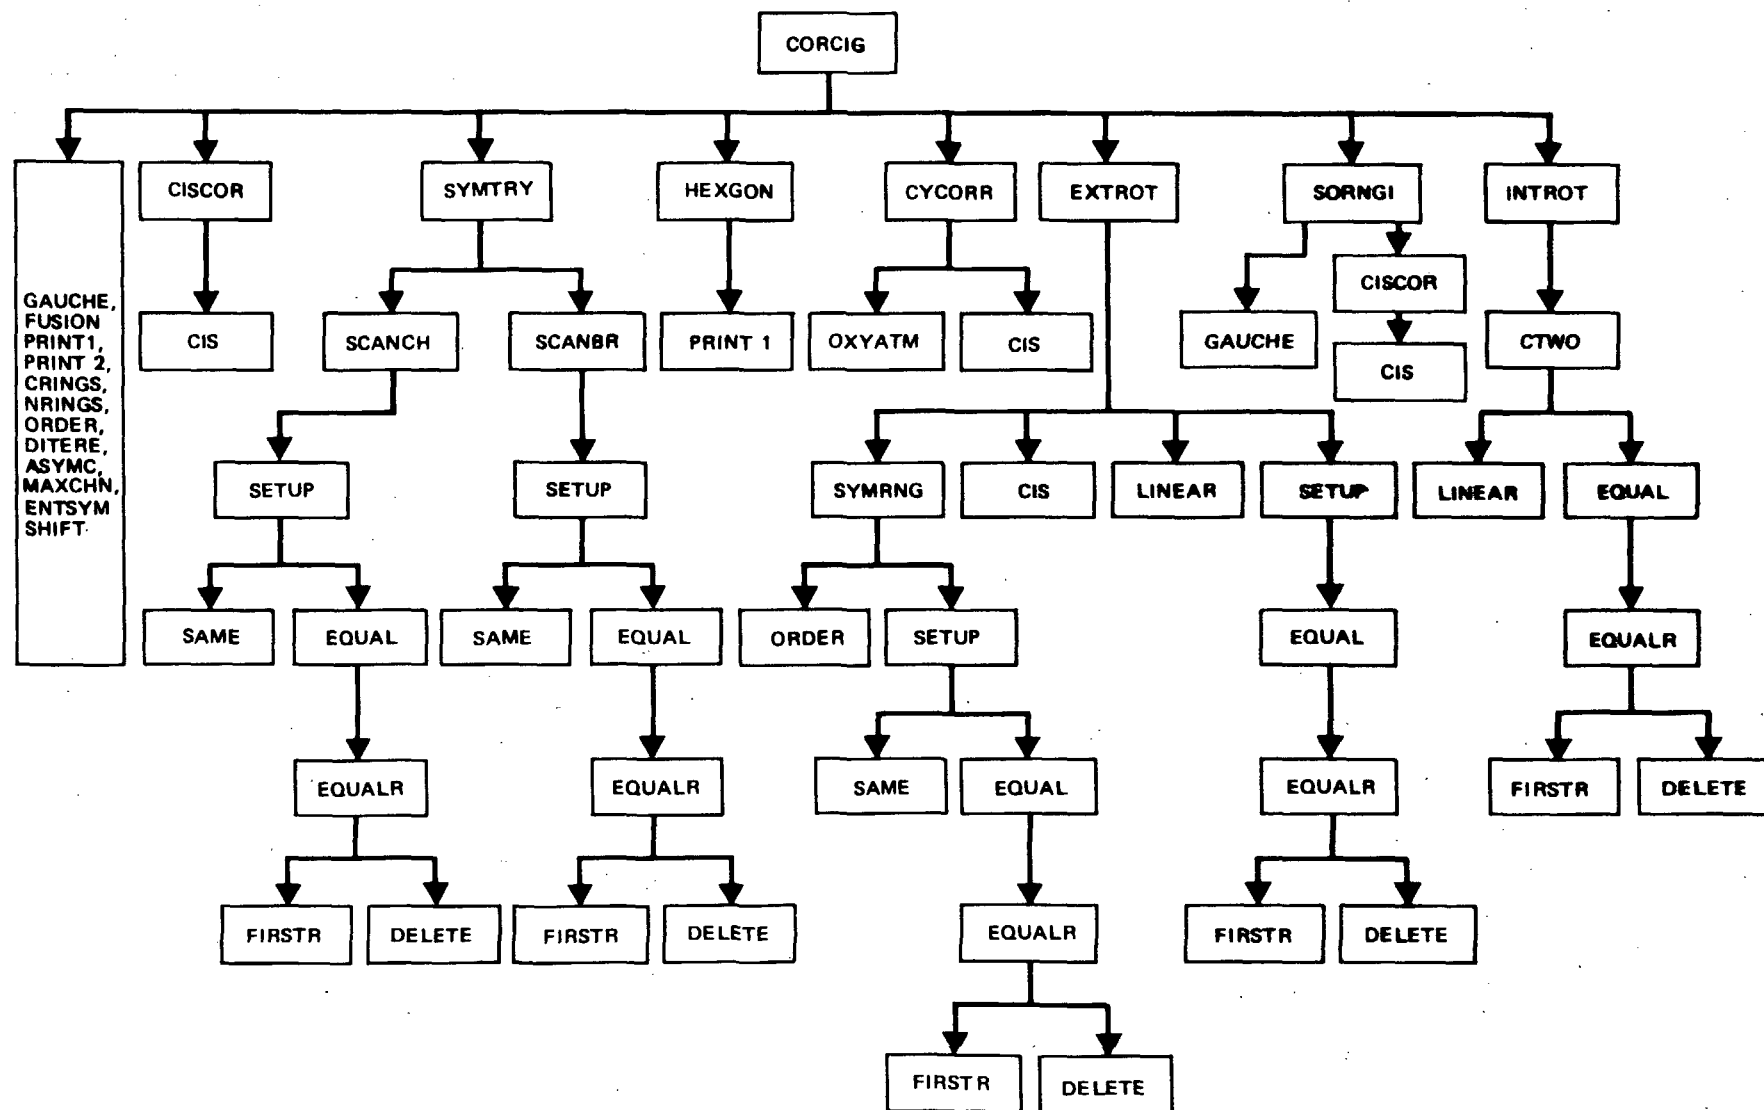 CORCIG
CISCOR
SYMTRY
HEXGON
CYCORR
EXTROT
SORNGI
INTROT
GAUCHE,
FUSION
PRINT1,
PRINT 2,
CRINGS,
NRINGS,
ORDER,
DITERE,
ASYMC,
MAXCHN,
ENTSYM
SHIFT
CISCOR
CIS
SCANCH
SCANBR
PRINT 1
OXYATM
CIS
GAUCHE
CIS
CTWO
SETUP
SETUP
SYMRNG
CIS
LINEAR
SETUP
LINEAR
EQUAL
SAME
EQUAL
SAME
EQUAL
ORDER
SETUP
EQUAL
EQUALR
EQUALR
EQUALR
SAME
EQUAL
EQUALR
FIRSTR
DELETE
FIRSTR
DELETE
FIRSTR
DELETE
EQUALR
FIRSTR
DELETE
FIRSTR
DELETE